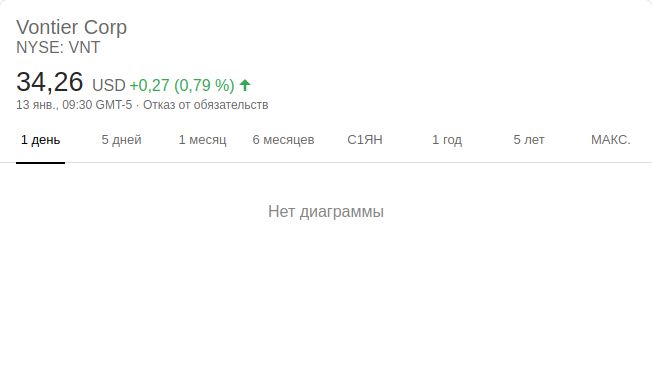 Vontier Corp
NYSE: VNT
34,26 USD +0,27 (0,79 %)
13 янв., 09:30 GMT-5 · Отказ от обязательств
1 день 5 дней 1 месяц 6 месяцев С1ЯН 1 год 5 лет МАКС.
Нет диаграммы